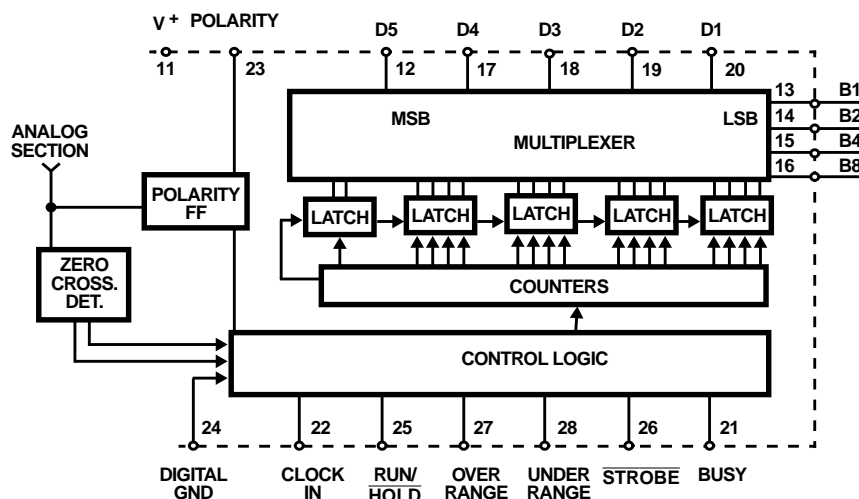 V+ POLARITY D5 D4 D3 D2 D1
11 23 12 17 18 19 20
13 B1
MSB LSB 14 B2
MULTIPLEXER 15 B4
16 B8
ANALOG
SECTION
POLARITY
FF
LATCH LATCH LATCH LATCH LATCH
ZERO
CROSS.
DET.
COUNTERS
CONTROL LOGIC
24 22 25 27 28 26 21
DIGITAL
GND
CLOCK
IN
RUN/
HOLD
OVER
RANGE
UNDER
RANGE
STROBE
BUSY